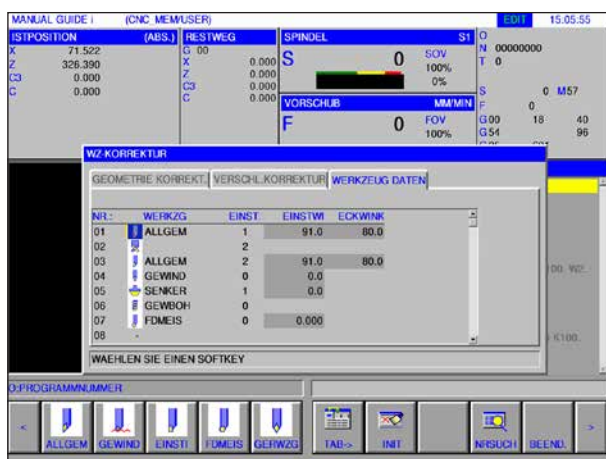 MANUAL GUIDE i (CNC_MEM/USER) EDIT 15.05.55
ISTPOSITION (ABS.) RESTWEG SPINDEL S1 O
X 71.522 G 00 N 00000000
Z 326.390 X 0.000 S 0 SOV T 0
C3 0.000 Z 0.000 100%
C 0.000 C3 0.000 0%
C 0.000 S 0 M57
VORSCHUB MM/MIN F 0
F 0 FOV G00 18 40
100% G54 96
WZ-KORREKTUR
GEOMETRIE KORREKT. VERSCHL.KORREKTUR WERKZEUG DATEN
NR.: WERKZG EINST. EINSTWI ECKWINK
01 ALLGEM 1 91.0 80.0
02 2
03 ALLGEM 2 91.0 80.0
04 GEWIND 0 0.0
05 SENKER 1 0.0
06 GEWBOH 0
07 FDMEIS 0 0.000
08 -
WAEHLEN SIE EINEN SOFTKEY
O:PROGRAMMNUMMER
< ALLGEM GEWIND EINSTI FDMEIS GERWZG TAB-> INIT NRSUCH BEEND. >